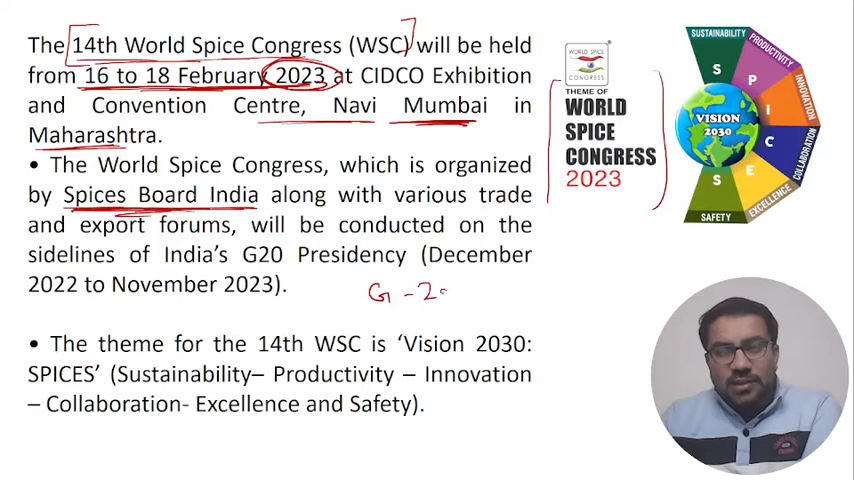 The 14th World Spice Congress (WSC) will be held
from 16 to 18 February 2023 at CIDCO Exhibition
and Convention Centre, Navi Mumbai in
Maharashtra.
• The World Spice Congress, which is organized
by Spices Board India along with various trade
and export forums, will be conducted on the
sidelines of India's G20 Presidency (December
2022 to November 2023).
G-2
• The theme for the 14th WSC is 'Vision 2030:
SPICES' (Sustainability– Productivity – Innovation
– Collaboration- Excellence and Safety).
WORLD SPICE
CONGRESS
THEME OF
WORLD
SPICE
CONGRESS
2023
SUSTAINABILITY
PRODUCTIVITY
INNOVATION
COLLABORATION
EXCELLENCE
SAFETY
S
P
I
C
E
S
VISION
2030